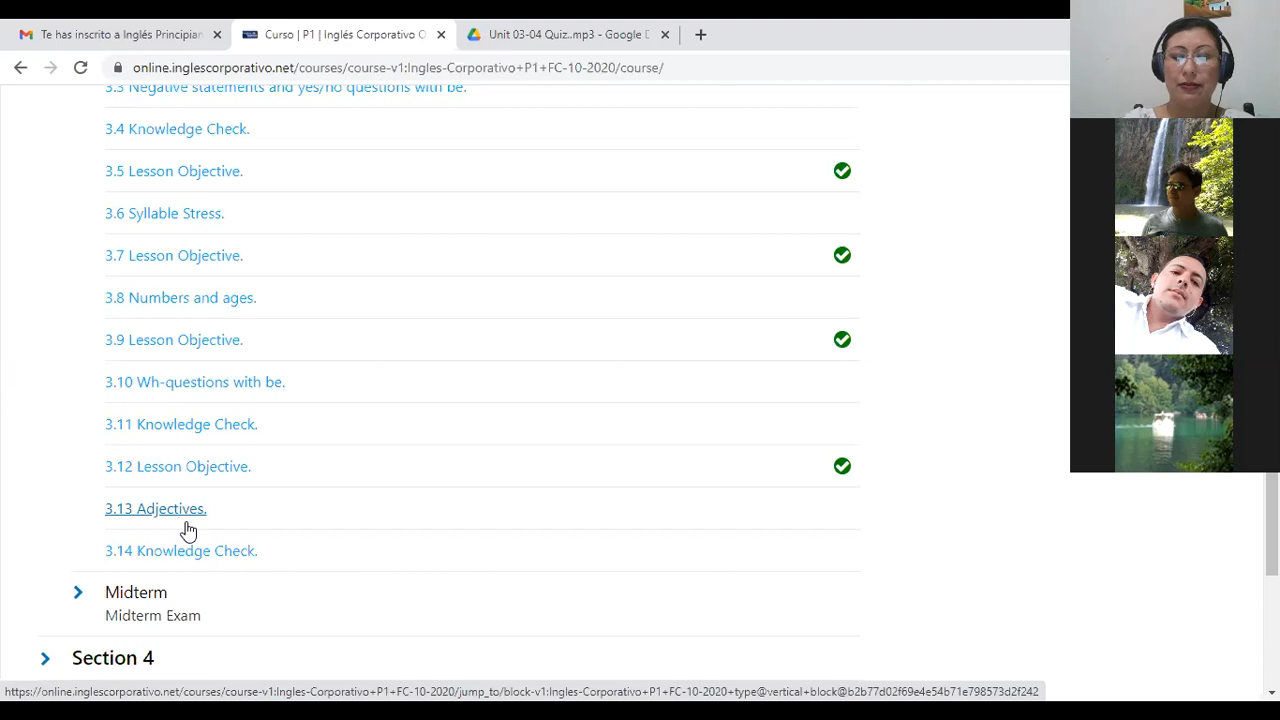 Te has inscrito a Inglés Principian
Curso | P1 | Inglés Corporativo O
Unit 03-04 Quiz..mp3 - Google D
online.inglescorporativo.net/courses/course-v1:Ingles-Corporativo+P1+FC-10-2020/course/
3.3 Negative statements and yes/no questions with be.
3.4 Knowledge Check.
3.5 Lesson Objective.
3.6 Syllable Stress.
3.7 Lesson Objective.
3.8 Numbers and ages.
3.9 Lesson Objective.
3.10 Wh-questions with be.
3.11 Knowledge Check.
3.12 Lesson Objective.
3.13 Adjectives.
3.14 Knowledge Check.
Midterm
Midterm Exam
Section 4
https://online.inglescorporativo.net/courses/course-v1:Ingles-Corporativo+P1+FC-10-2020/jump_to/block-v1:Ingles-Corporativo+P1+FC-10-2020+type@vertical+block@b2b77d02f69e4e54b71e798573d2f242